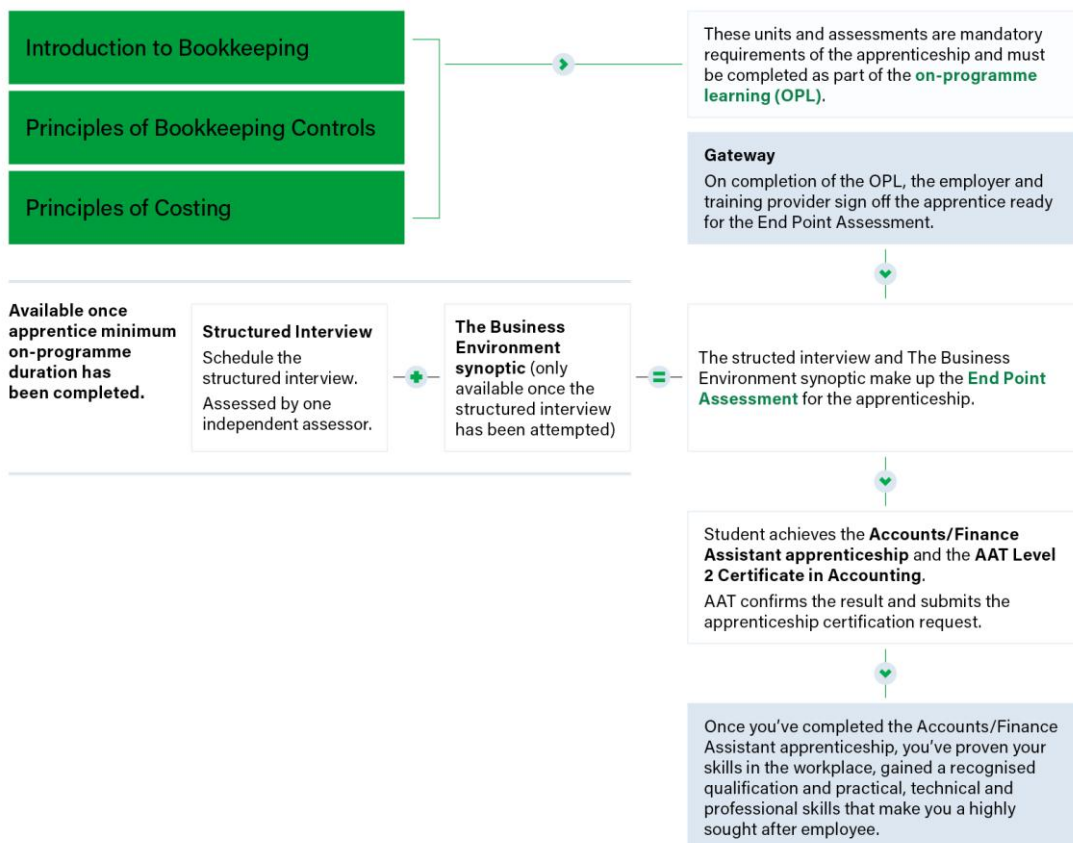 Introduction to Bookkeeping
Principles of Bookkeeping Controls
Principles of Costing
These units and assessments are mandatory
requirements of the apprenticeship and must
be completed as part of the on-programme
learning (OPL).
Gateway
On completion of the OPL, the employer and
training provider sign off the apprentice ready
for the End Point Assessment.
Available once
apprentice minimum
on-programme
duration has
been completed.
Structured Interview
Schedule the
structured interview.
Assessed by one
independent assessor.
The Business
Environment
synoptic (only
available once the
structured interview
has been attempted)
The structed interview and The Business
Environment synoptic make up the End Point
Assessment for the apprenticeship.
Student achieves the Accounts/Finance
Assistant apprenticeship and the AAT Level
2 Certificate in Accounting.
AAT confirms the result and submits the
apprenticeship certification request.
Once you’ve completed the Accounts/Finance
Assistant apprenticeship, you’ve proven your
skills in the workplace, gained a recognised
qualification and practical, technical and
professional skills that make you a highly
sought after employee.